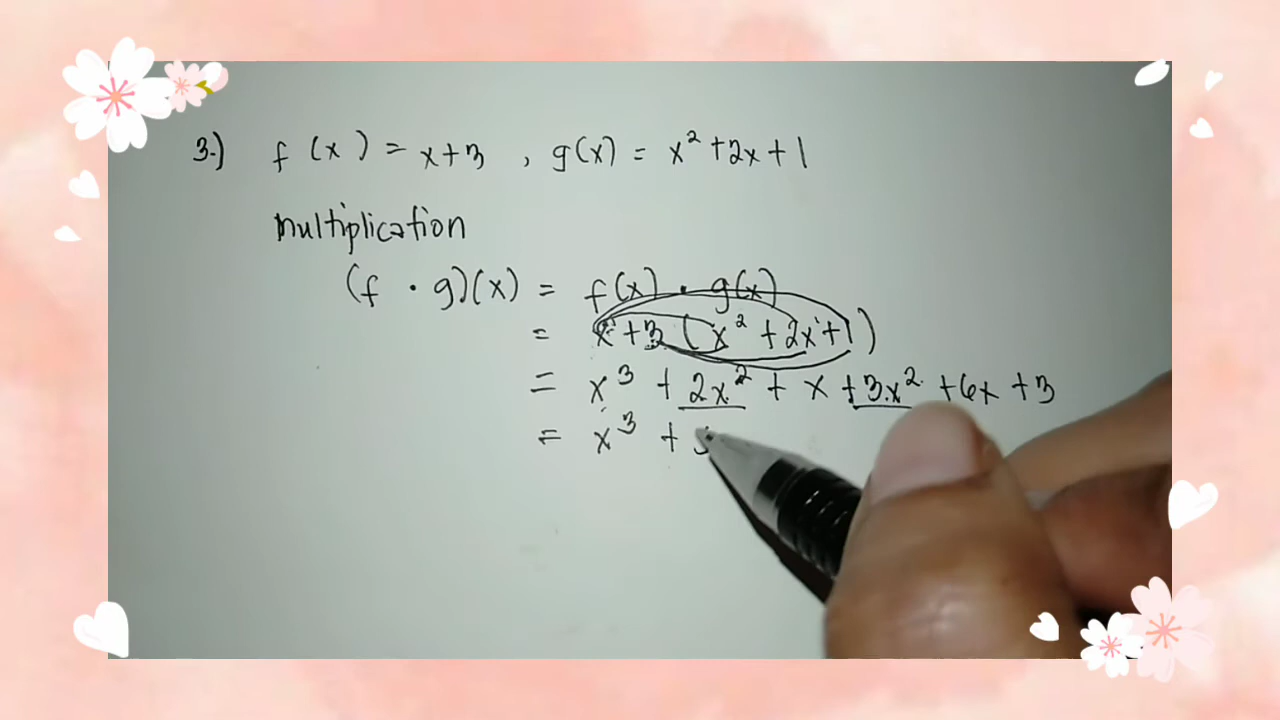 3.) f(x) = x+3 , g(x) = x² +2x + 1
multiplication
(f · g)(x) = f(x) · g(x)
= x+3 (x² + 2x + 1)
= x³ + 2x² + x + 3x² + 6x + 3
= x³ +